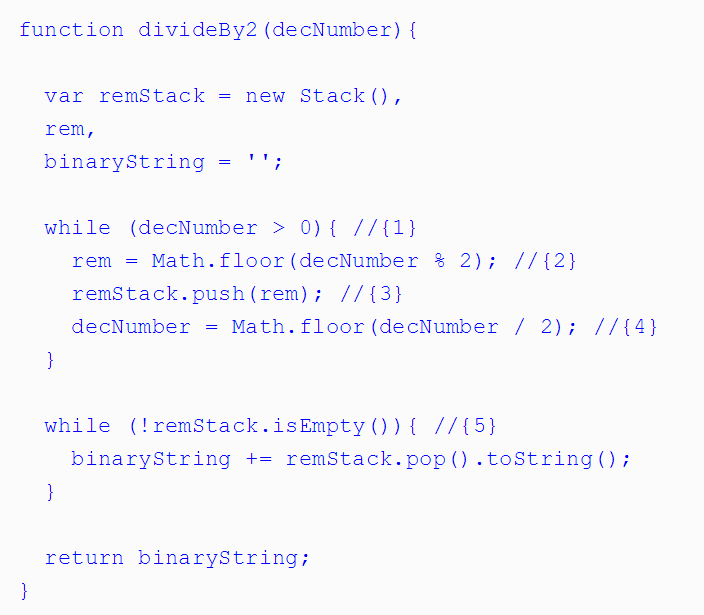 function divideBy2(decNumber){
var remStack = new Stack(),
rem,
binaryString = '';
while (decNumber > 0){ //{1}
rem = Math.floor(decNumber % 2); //{2}
remStack.push(rem); //{3}
decNumber = Math.floor(decNumber / 2); //{4}
}
while (!remStack.isEmpty()){ //{5}
binaryString += remStack.pop().toString();
}
return binaryString;
}